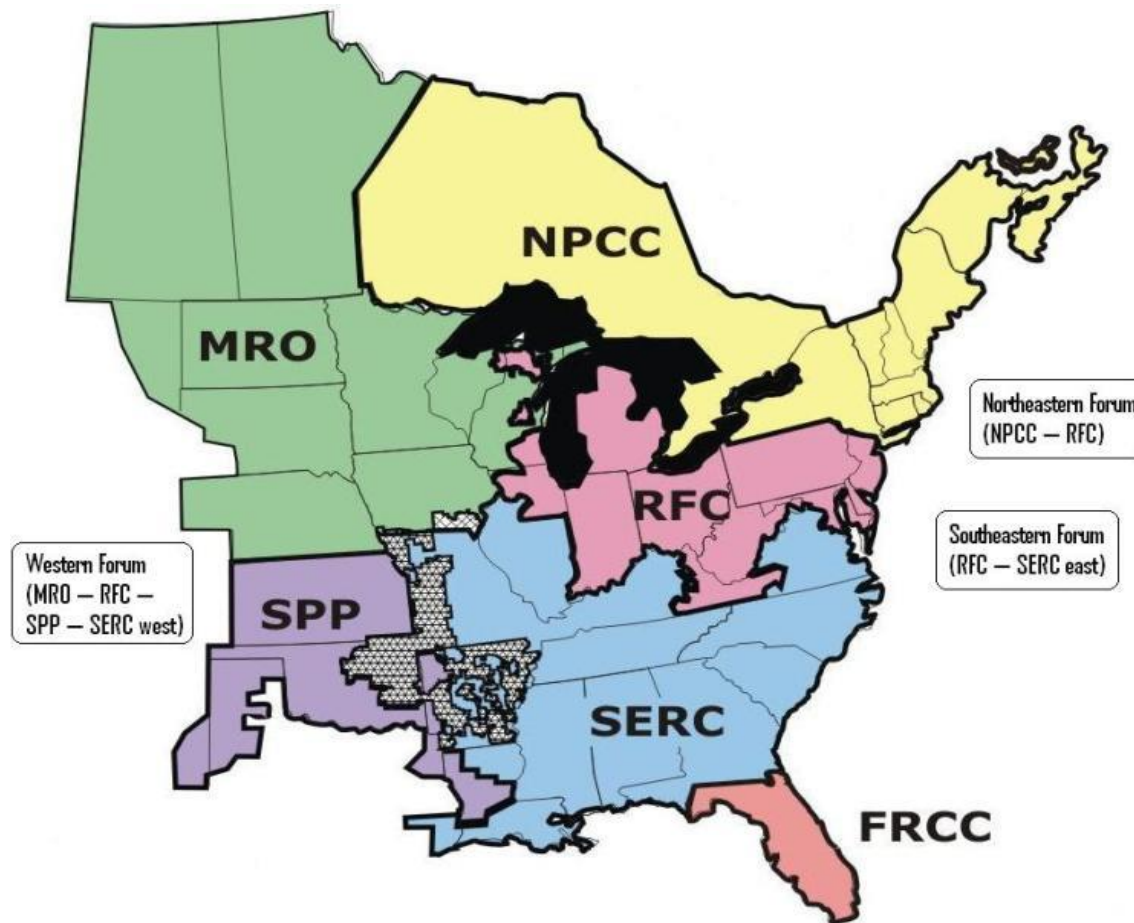 NPCC
MRO
Northeastern Forum
(NPCC – RFC)
RFC
Southeastern Forum
(RFC – SERC east)
Western Forum
(MRO – RFC –
SPP – SERC west)
SPP
SERC
FRCC